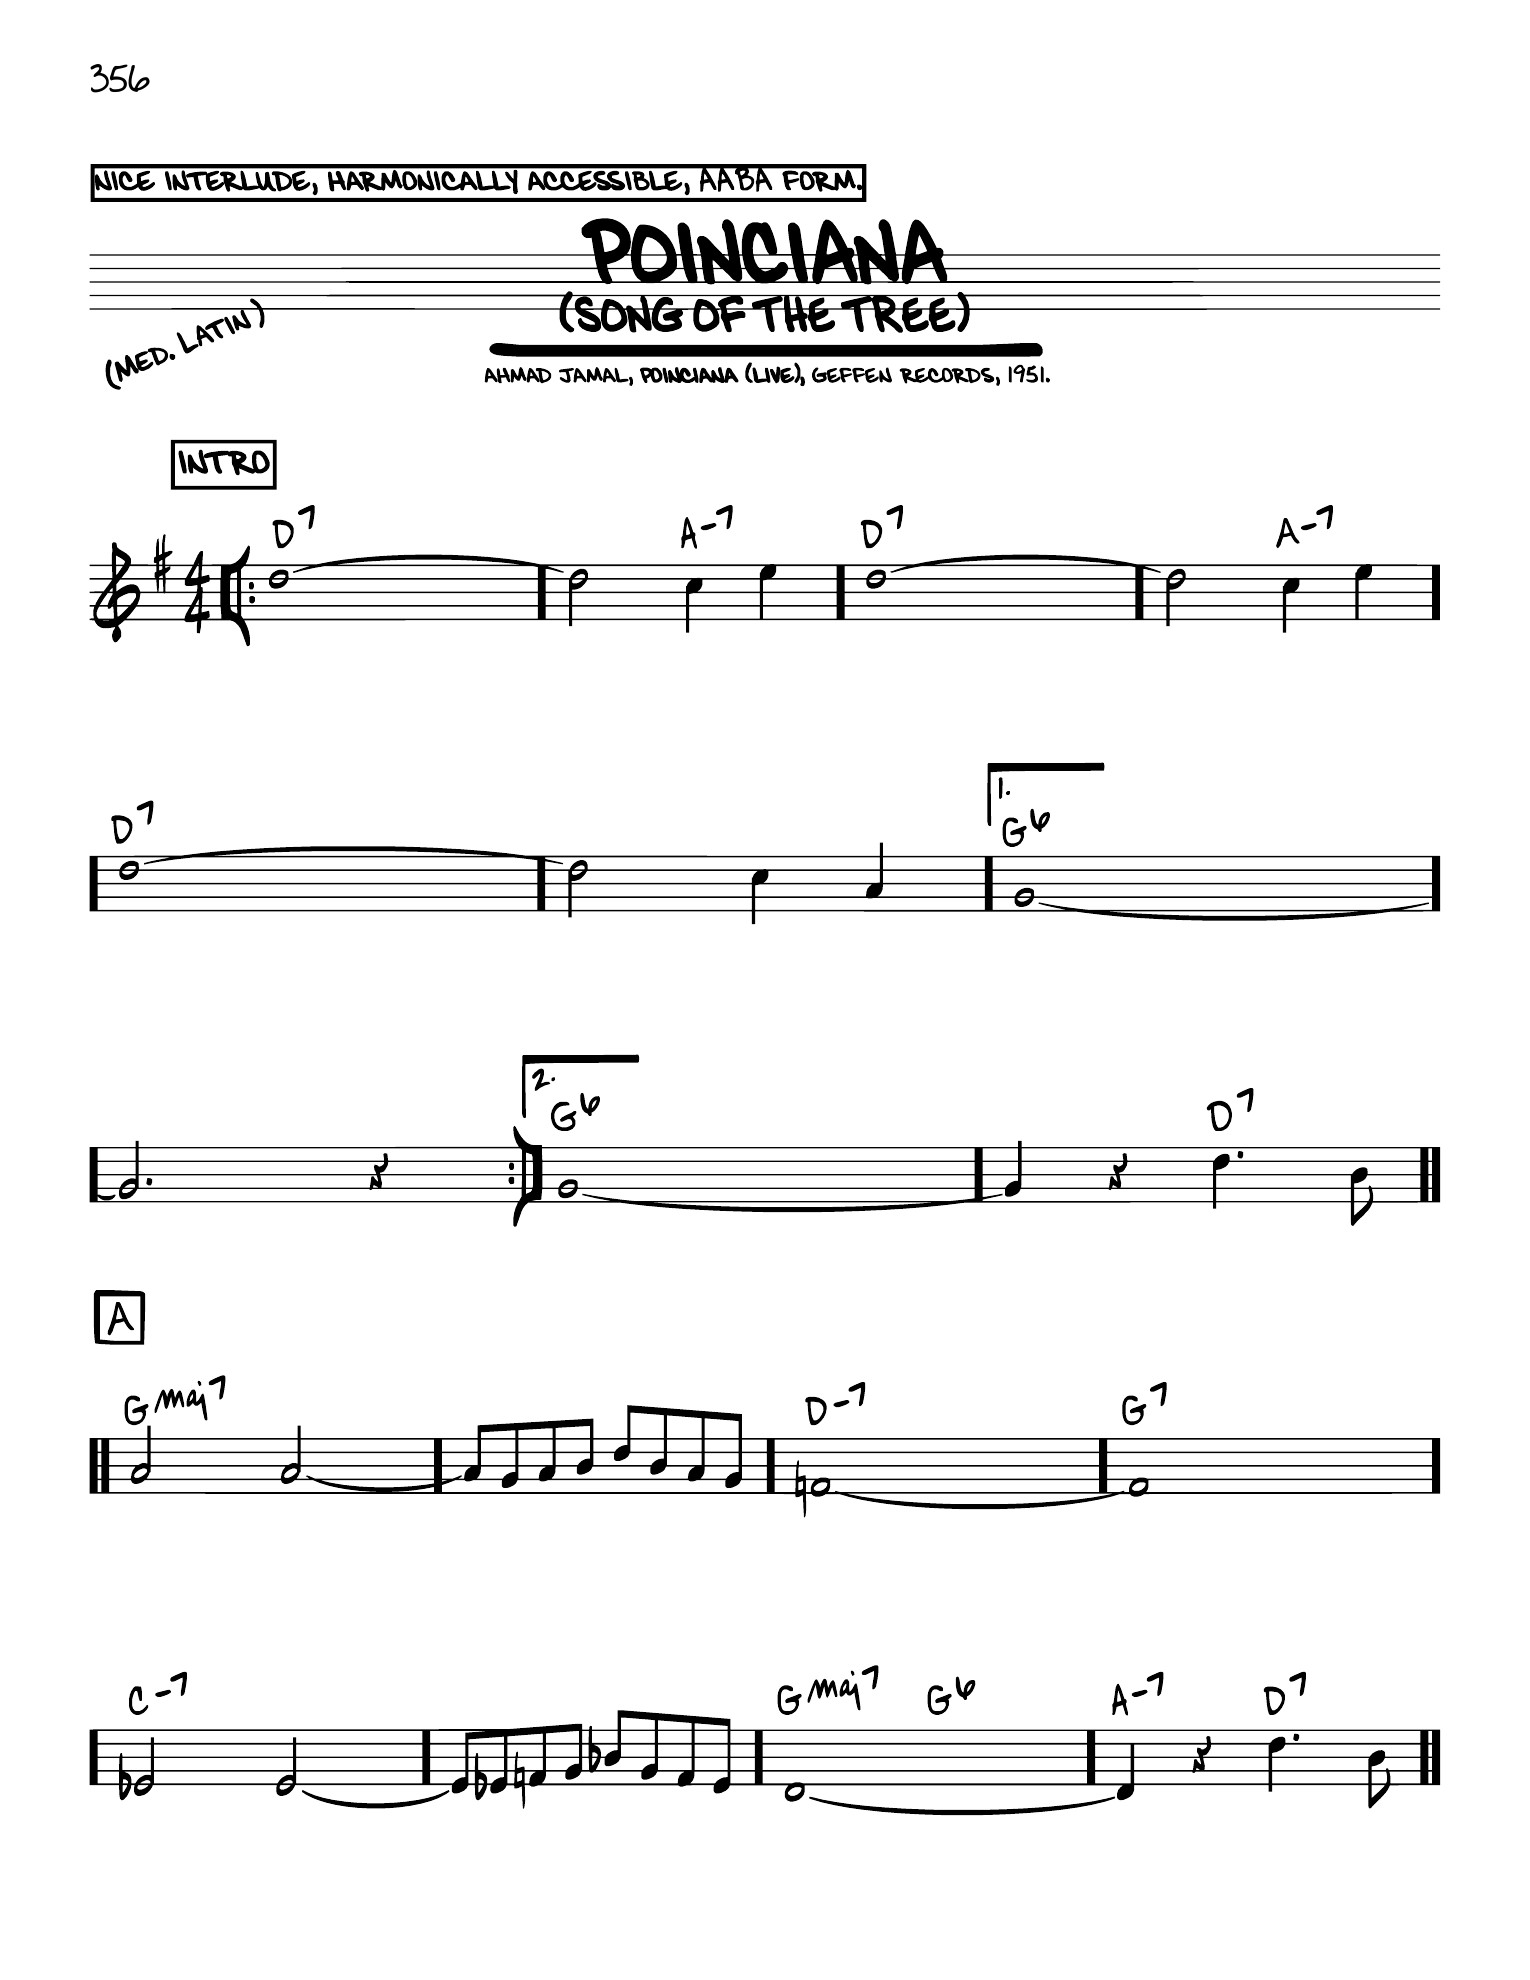 356
NICE INTERLUDE, HARMONICALLY ACCESSIBLE, AABA FORM.
POINCIANA
(SONG OF THE TREE)
(MED. LATIN)
AHMAD JAMAL, POINCIANA (LIVE), GEFFEN RECORDS, 1951.
INTRO
D7 A-7 D7 A-7
4
4
1.
D7 G6
2.
G6 D7
A
Gmaj7 D-7 G7
C-7 Gmaj7 G6 A-7 D7